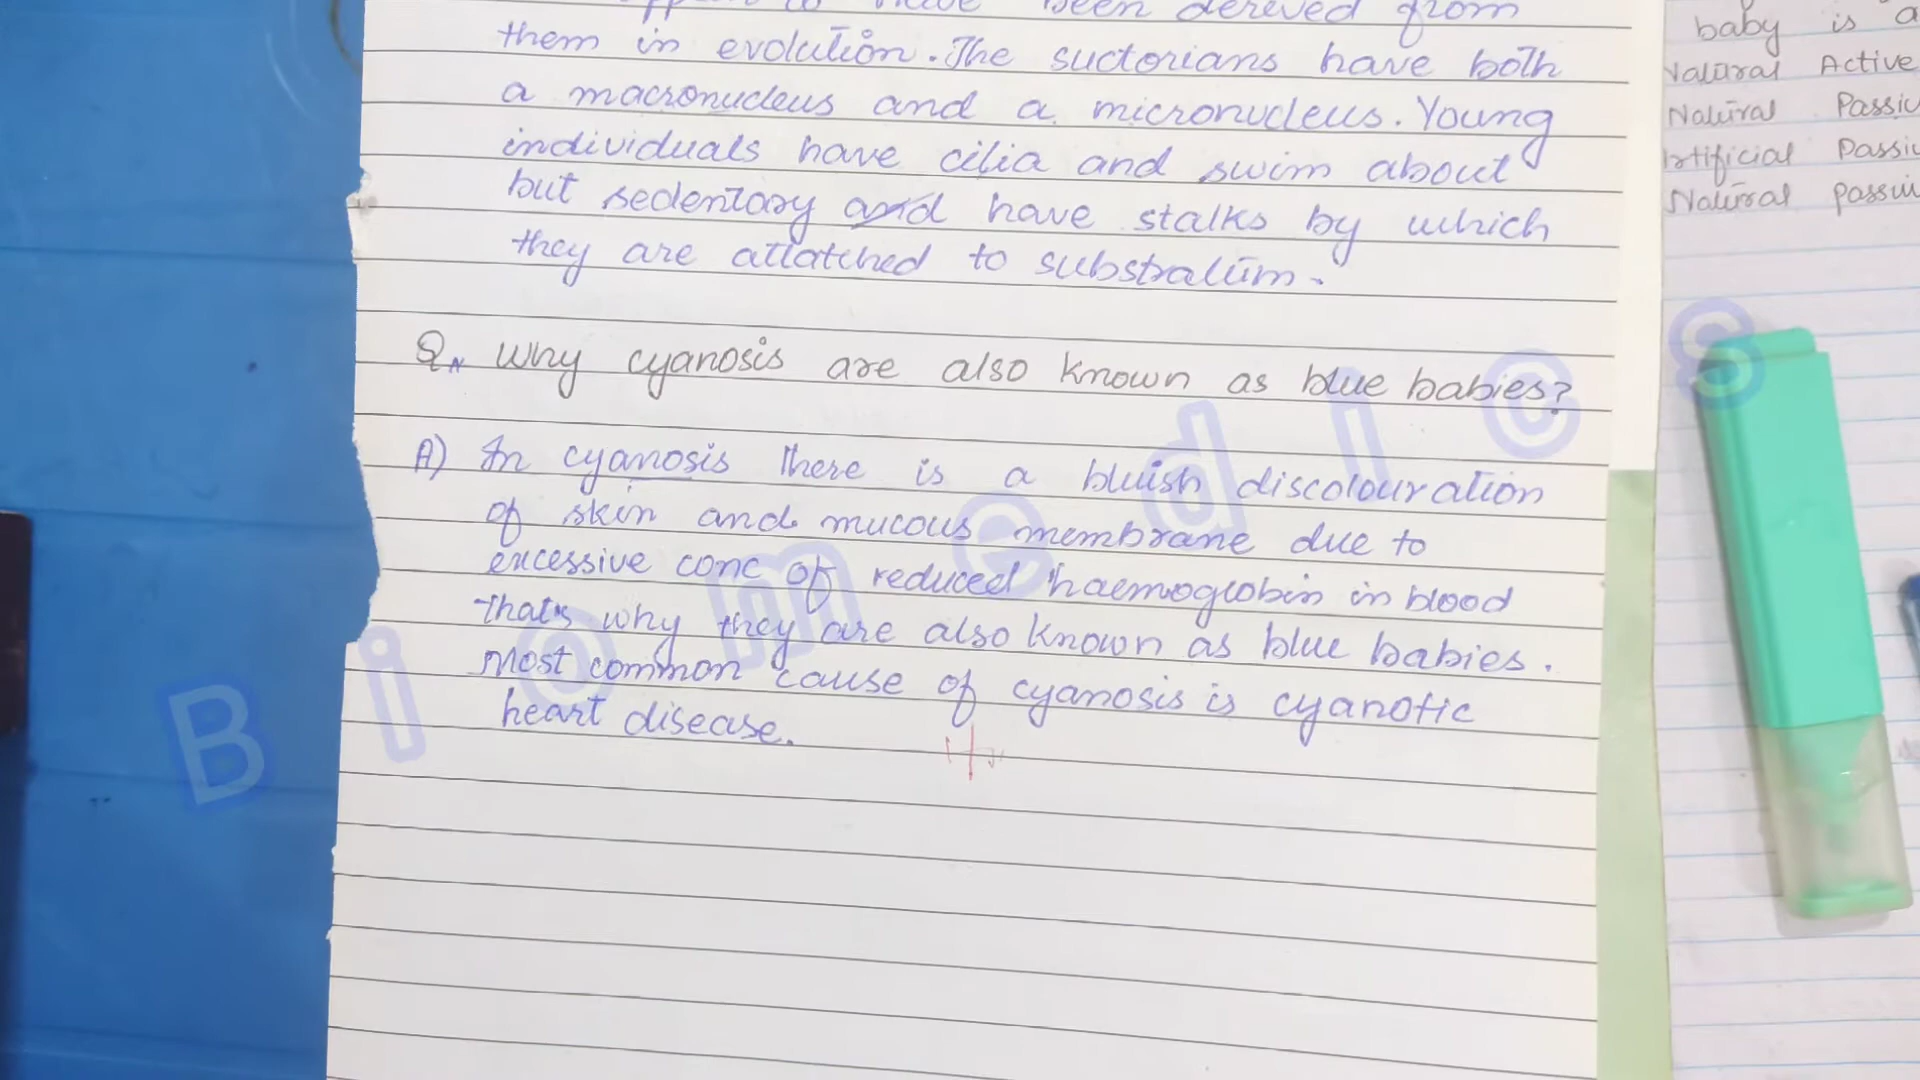 been dereved from
them in evolution. The suctorians have both
a macronucleus and a micronucleus. Young
individuals have cilia and swim about
but sedentary and have stalks by which
they are attatched to substratum.
Q. Why cyanosis are also known as blue babies?
A) In cyanosis there is a bluish discolouration
of skin and mucous membrane due to
excessive conc of reduced haemoglobin in blood
that's why they are also known as blue babies.
Most common cause of cyanosis is cyanotic
heart disease.
baby is a
Natural Active
Natural
Natural
Biomedics